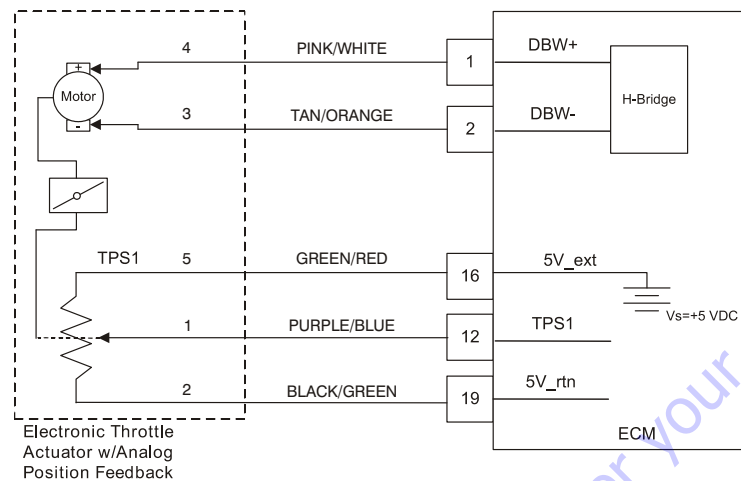 4 PINK/WHITE 1 DBW+
+
Motor
-
H-Bridge
3 TAN/ORANGE 2 DBW-
TPS1 5 GREEN/RED 16 5V_ext
Vs=+5 VDC
1 PURPLE/BLUE 12 TPS1
2 BLACK/GREEN 19 5V_rtn
ECM
Electronic Throttle
Actuator w/Analog
Position Feedback
your